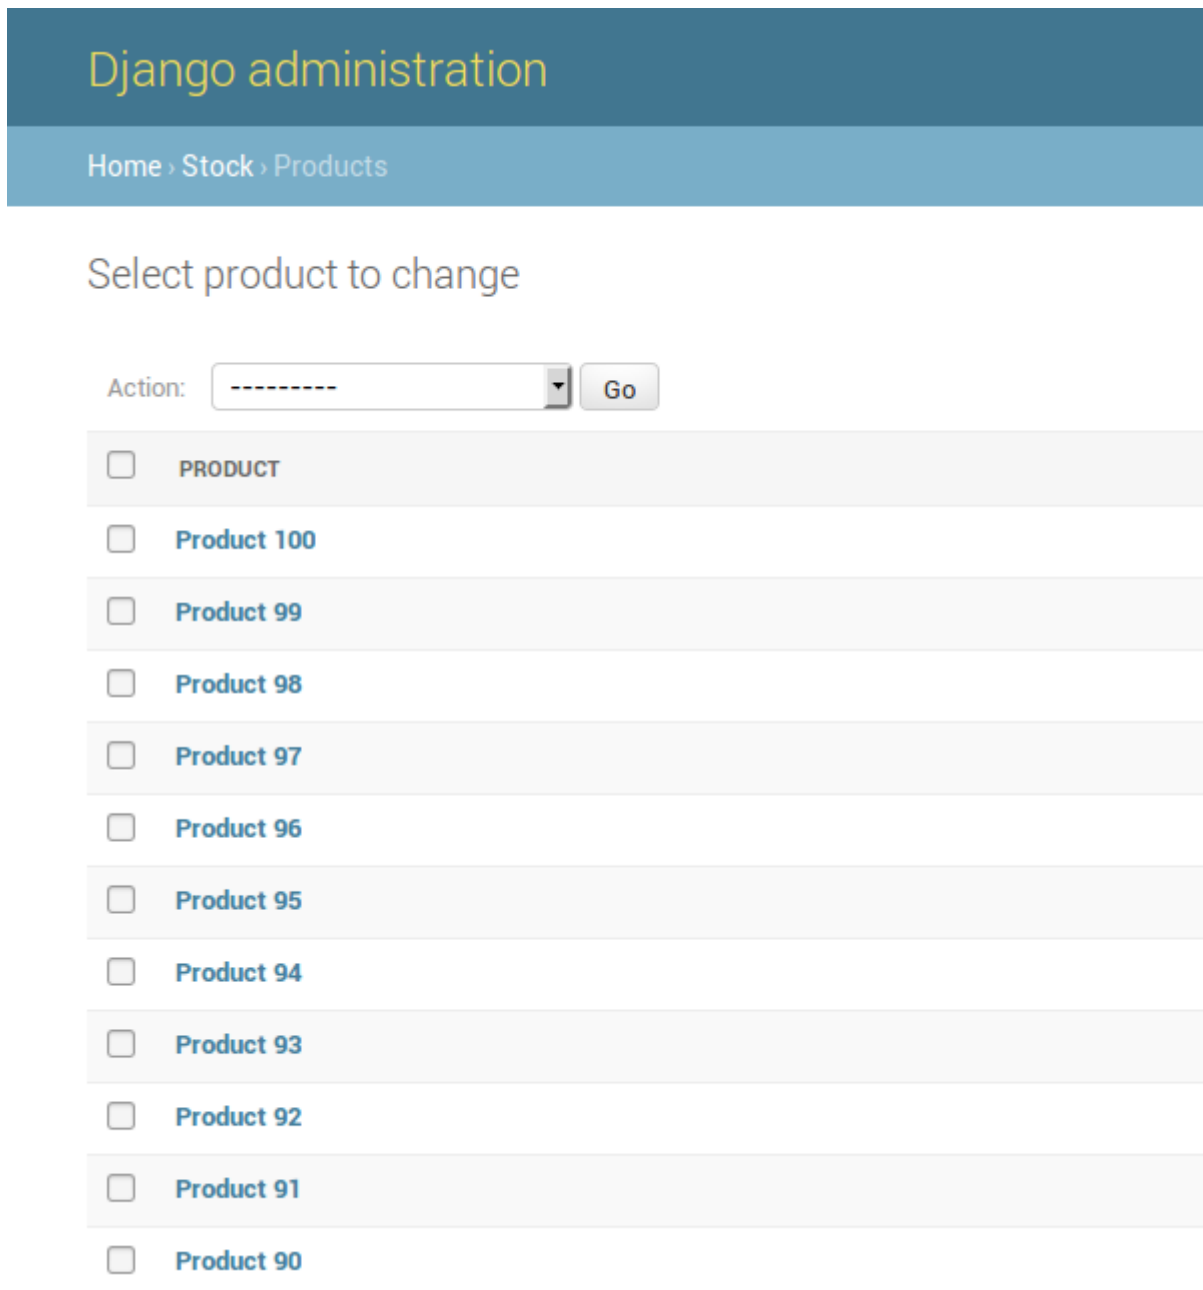 Django administration
Home › Stock › Products
Select product to change
Action: --------- Go
PRODUCT
Product 100
Product 99
Product 98
Product 97
Product 96
Product 95
Product 94
Product 93
Product 92
Product 91
Product 90